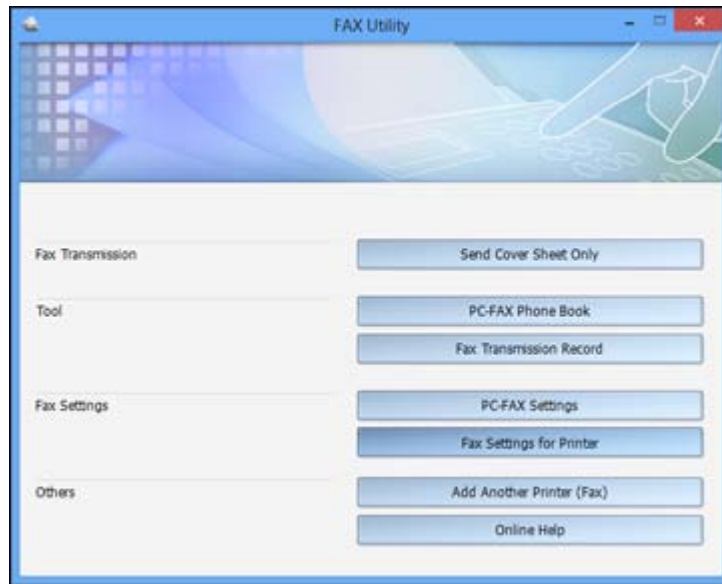 FAX Utility
Fax Transmission
Send Cover Sheet Only
Tool
PC-FAX Phone Book
Fax Transmission Record
Fax Settings
PC-FAX Settings
Fax Settings for Printer
Others
Add Another Printer (Fax)
Online Help